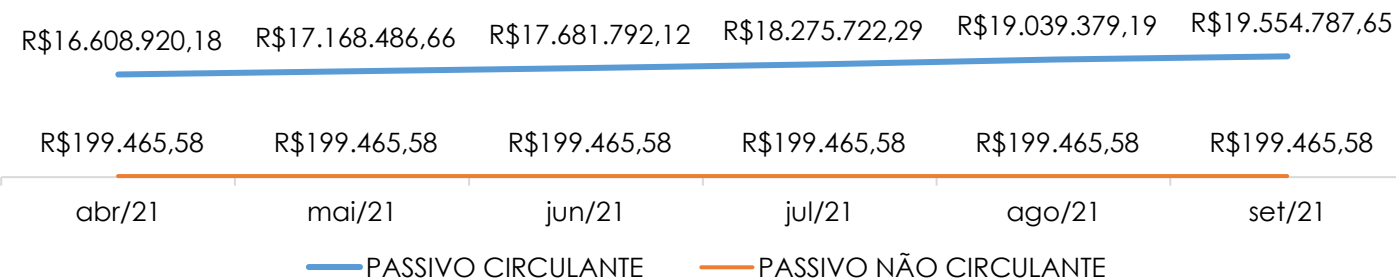 R$16.608.920,18 R$17.168.486,66 R$17.681.792,12 R$18.275.722,29 R$19.039.379,19 R$19.554.787,65
R$199.465,58 R$199.465,58 R$199.465,58 R$199.465,58 R$199.465,58 R$199.465,58
abr/21 mai/21 jun/21 jul/21 ago/21 set/21
PASSIVO CIRCULANTE PASSIVO NÃO CIRCULANTE